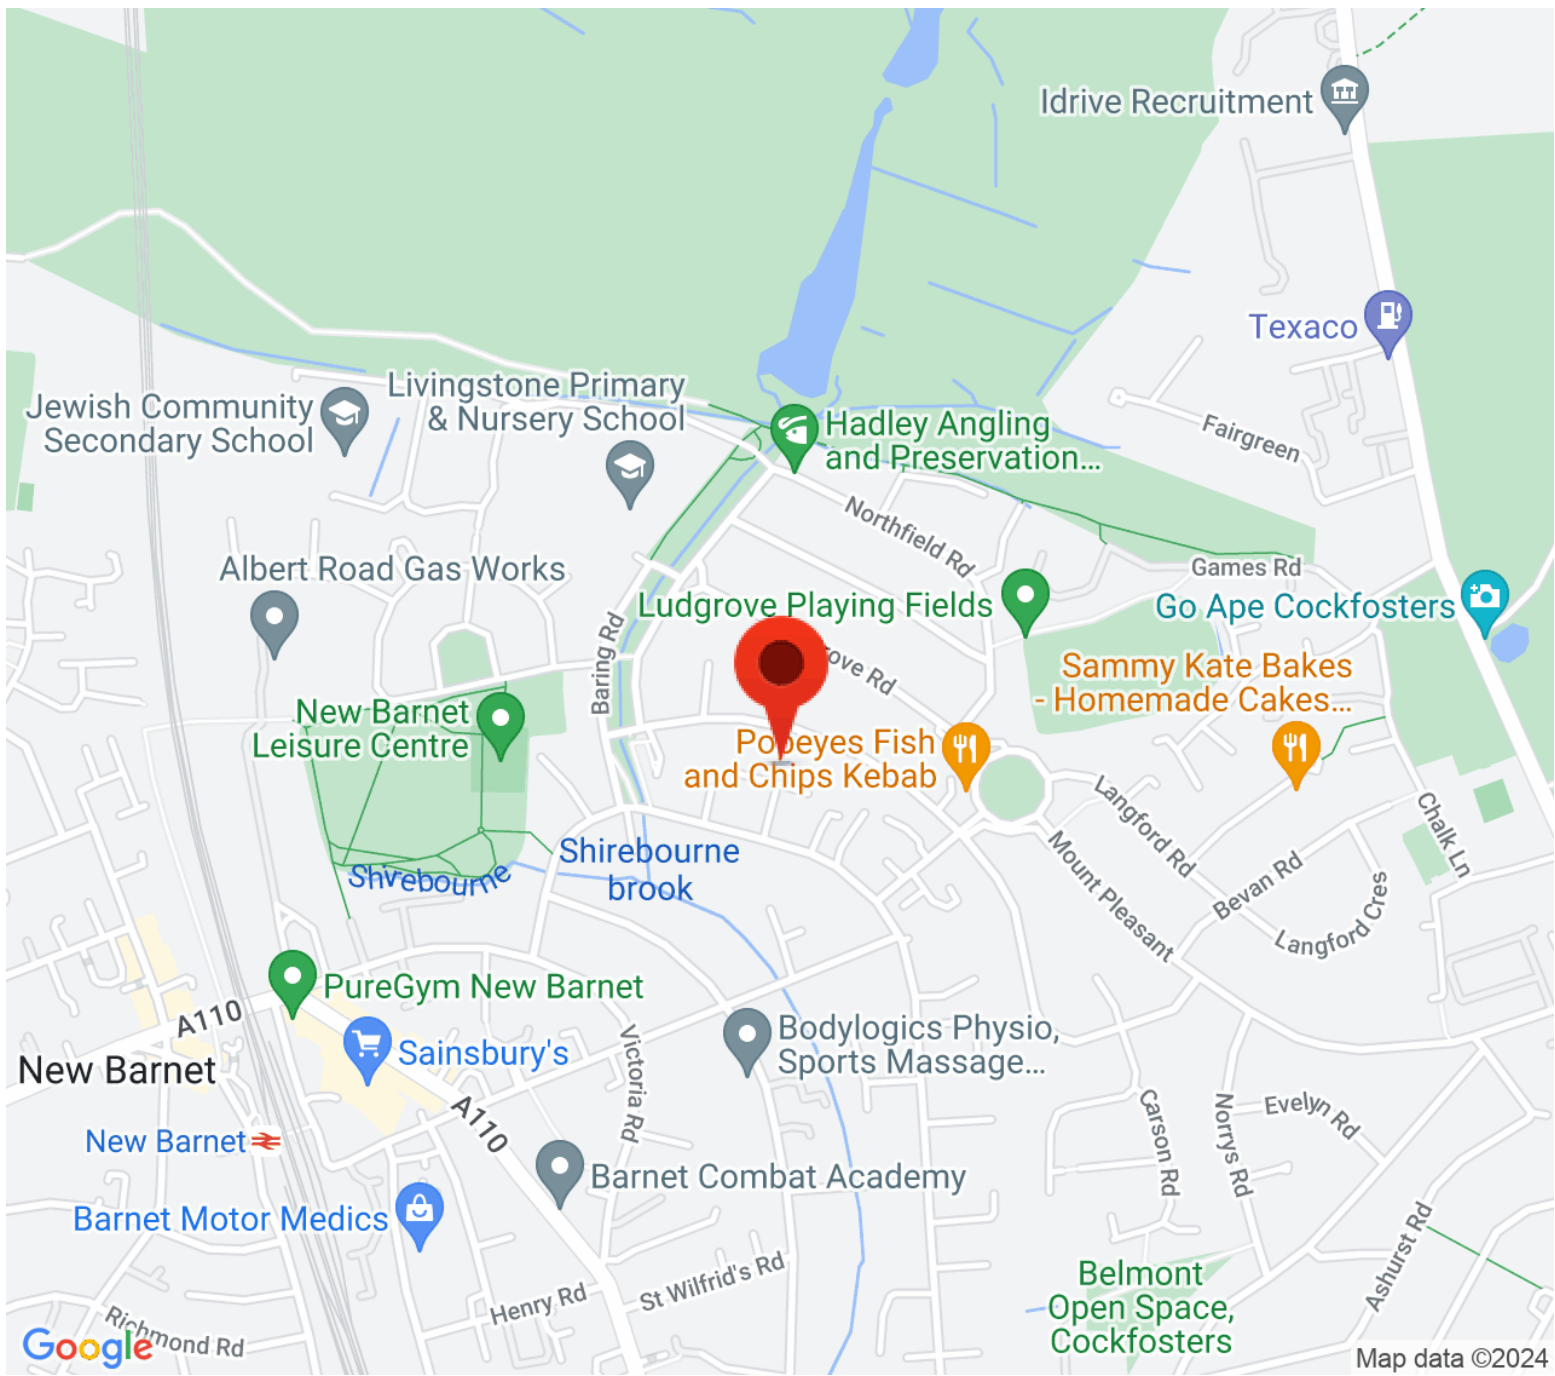 Idrive Recruitment
Texaco
Livingstone Primary
& Nursery School
Jewish Community
Secondary School
Hadley Angling
and Preservation...
Fairgreen
Northfield Rd
Albert Road Gas Works
Games Rd
Ludgrove Playing Fields
Go Ape Cockfosters
Baring Rd
ove Rd
Sammy Kate Bakes
- Homemade Cakes...
New Barnet
Leisure Centre
Popeyes Fish
and Chips Kebab
Langford Rd
Chalk Ln
Mount Pleasant
Bevan Rd
Langford Cres
Shirebourne
brook
Shirebourne
PureGym New Barnet
A110
Sainsbury's
New Barnet
Victoria Rd
Bodylogics Physio,
Sports Massage...
A110
Carson Rd
Norrys Rd
Evelyn Rd
New Barnet
Barnet Combat Academy
Barnet Motor Medics
Ashurst Rd
St Wilfrid's Rd
Henry Rd
Belmont
Open Space,
Cockfosters
Richmond Rd
Google
Map data ©2024